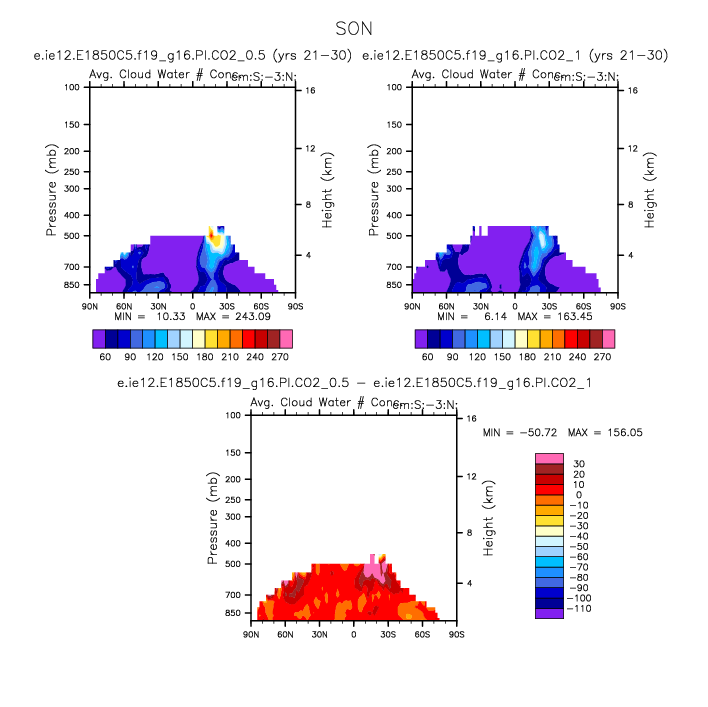 SON
e.ie12.E1850C5.f19_g16.PI.CO2_0.5 (yrs 21−30) e.ie12.E1850C5.f19_g16.PI.CO2_1 (yrs 21−30)
Avg. Cloud Water # Conc. cm:S:−3:N: Avg. Cloud Water # Conc. cm:S:−3:N:
100
150
200
250
300
400
500
700
850
Pressure (mb)
16
12
8
4
Height (km)
90N 60N 30N 0 30S 60S 90S
MIN = 10.33 MAX = 243.09
60 90 120 150 180 210 240 270
100
150
200
250
300
400
500
700
850
Pressure (mb)
16
12
8
4
Height (km)
90N 60N 30N 0 30S 60S 90S
MIN = 6.14 MAX = 163.45
60 90 120 150 180 210 240 270
e.ie12.E1850C5.f19_g16.PI.CO2_0.5 − e.ie12.E1850C5.f19_g16.PI.CO2_1
Avg. Cloud Water # Conc. cm:S:−3:N:
100
150
200
250
300
400
500
700
850
Pressure (mb)
16
12
8
4
Height (km)
90N 60N 30N 0 30S 60S 90S
MIN = −50.72 MAX = 156.05
30
20
10
0
−10
−20
−30
−40
−50
−60
−70
−80
−90
−100
−110